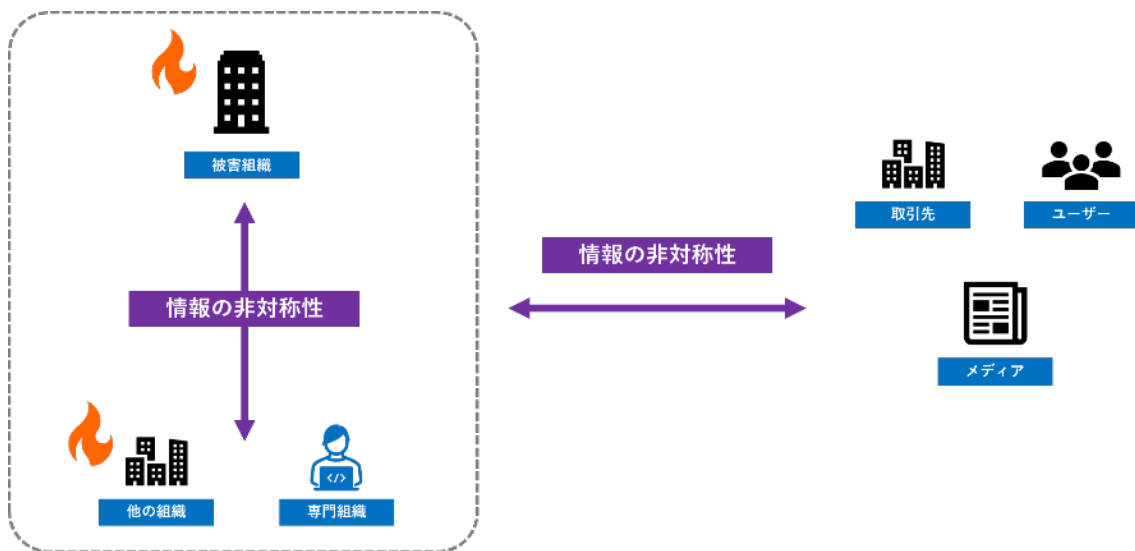 被害組織
取引先
ユーザー
情報の非対称性
情報の非対称性
メディア
他の組織
専門組織
</>